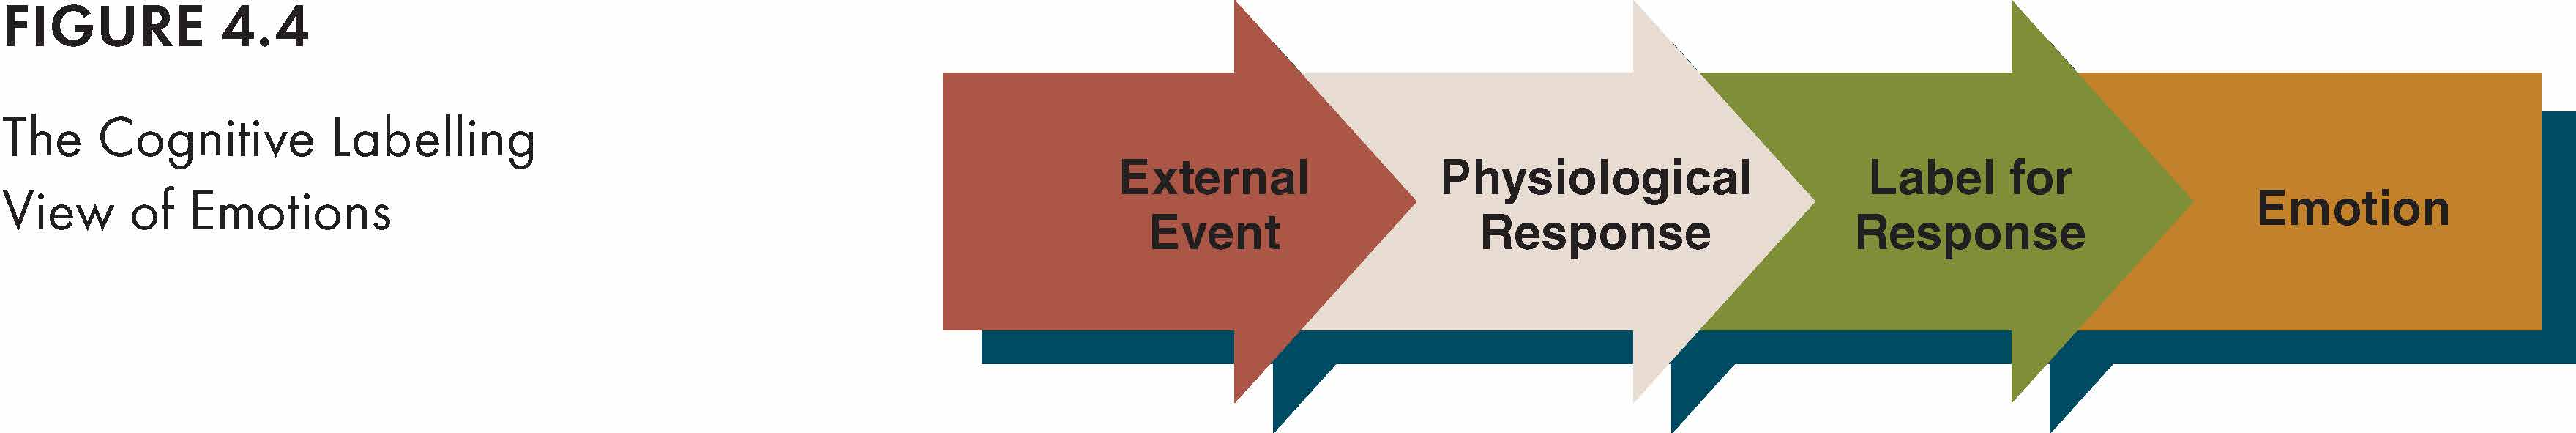 FIGURE 4.4
The Cognitive Labelling
View of Emotions
External
Event
Physiological
Response
Label for
Response
Emotion